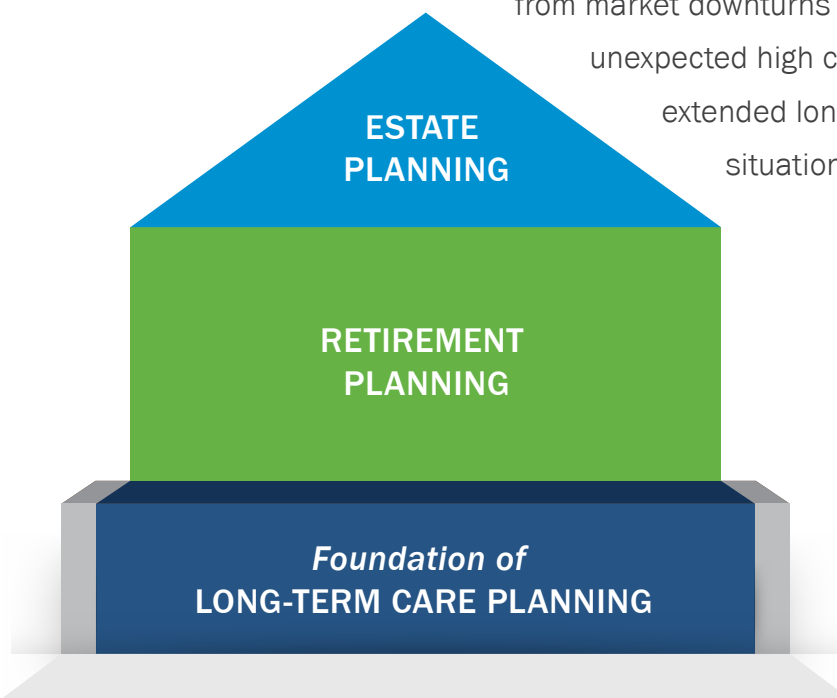 from market downturns
unexpected high
extended
ESTATE
PLANNING
RETIREMENT
PLANNING
Foundation of
LONG-TERM CARE PLANNING